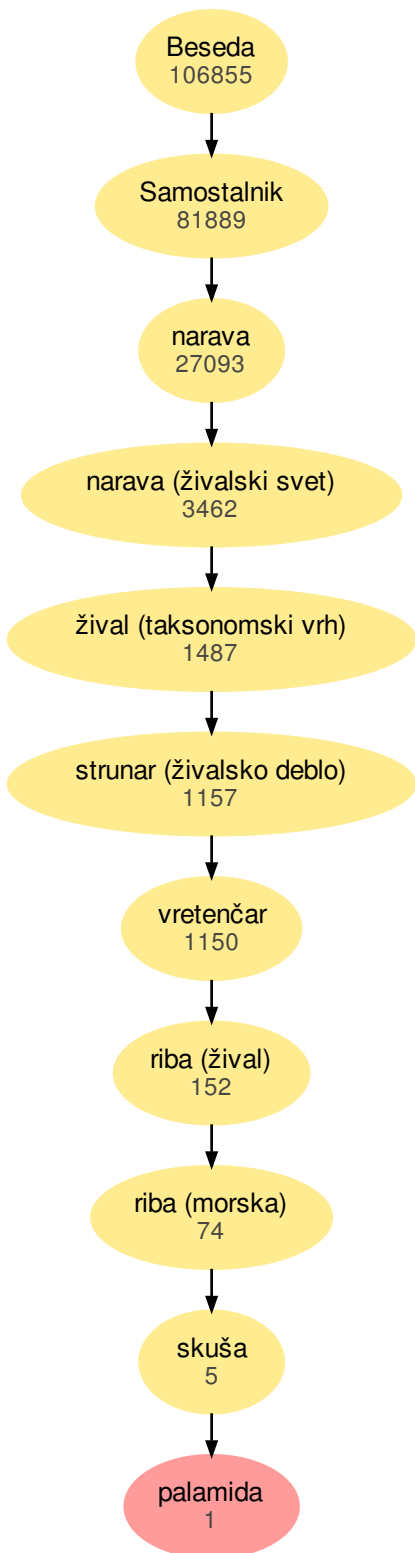 Beseda
106855
Samostalnik
81889
narava
27093
narava (živalski svet)
3462
žival (taksonomski vrh)
1487
strunar (živalsko deblo)
1157
vretenčar
1150
riba (žival)
152
riba (morska)
74
skuša
5
palamida
1